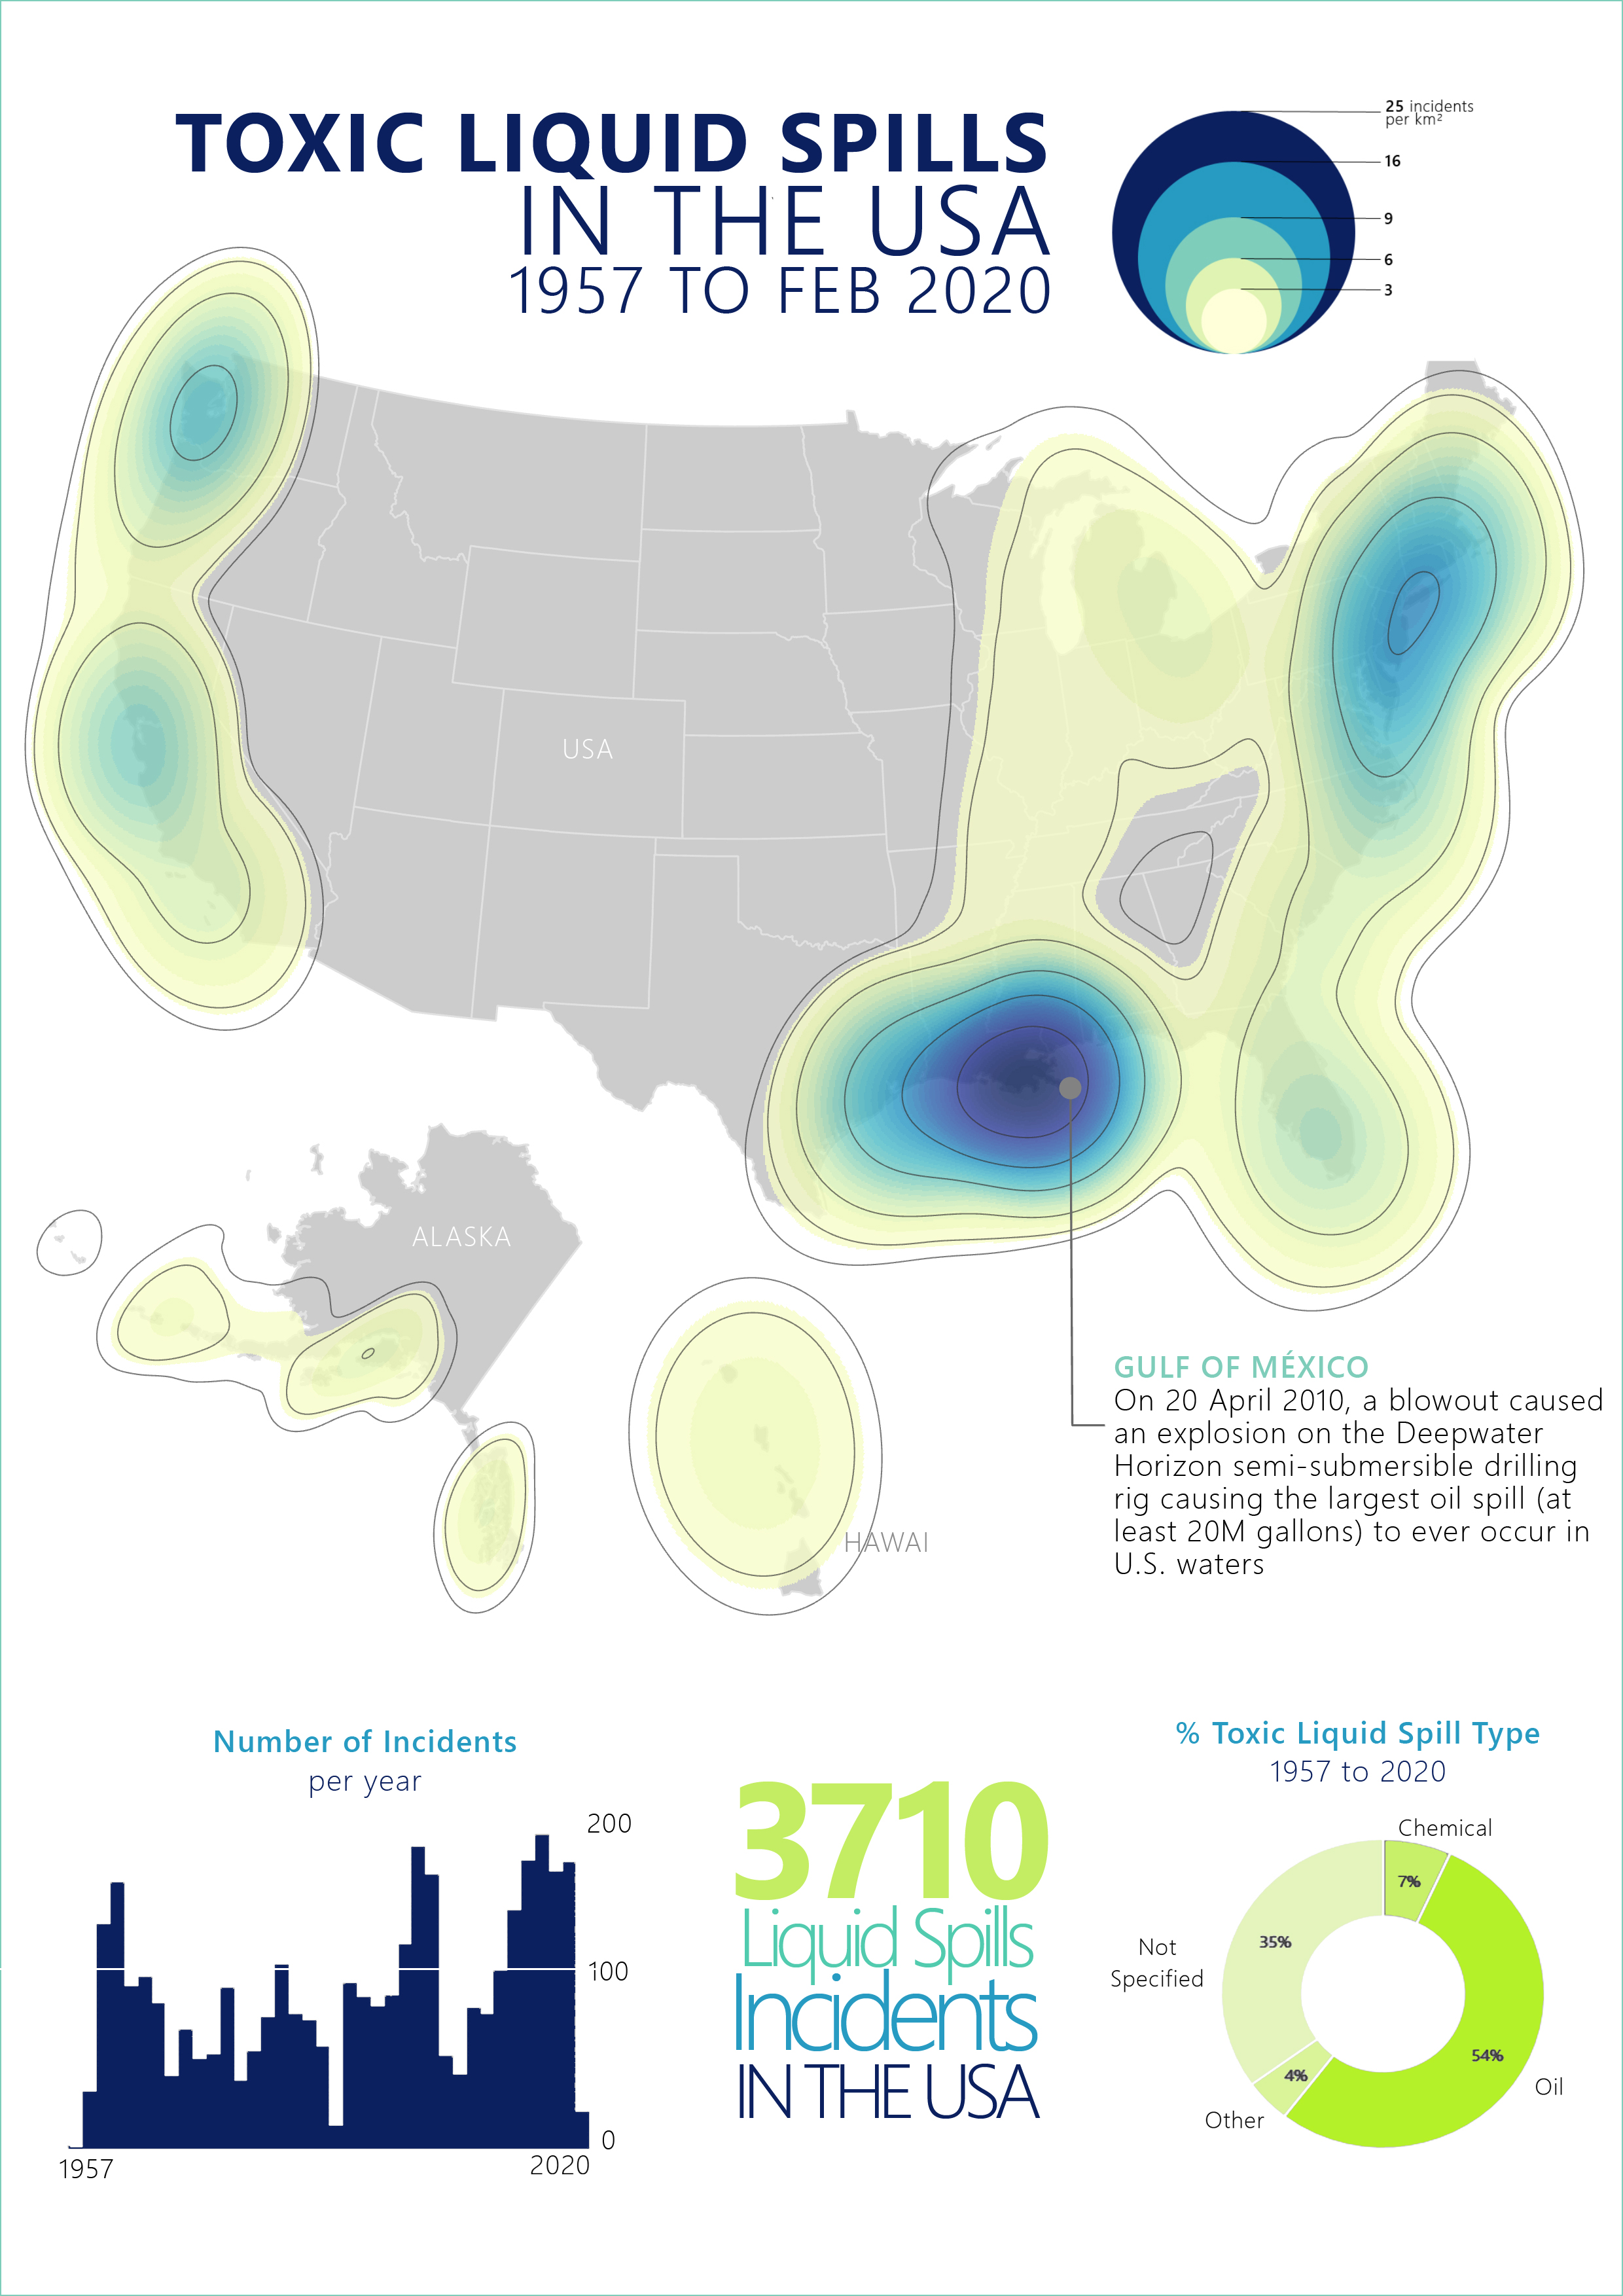 TOXIC LIQUID SPILLS
IN THE USA
1957 TO FEB 2020
25 incidents
per km²
16
9
6
3
USA
ALASKA
HAWAI
GULF OF MÉXICO
On 20 April 2010, a blowout caused
an explosion on the Deepwater
Horizon semi-submersible drilling
rig causing the largest oil spill (at
least 20M gallons) to ever occur in
U.S. waters
Number of Incidents
per year
200
100
0
1957
2020
3710
Liquid Spills
Incidents
IN THE USA
% Toxic Liquid Spill Type
1957 to 2020
Chemical
7%
Not
Specified
35%
54%
Oil
4%
Other